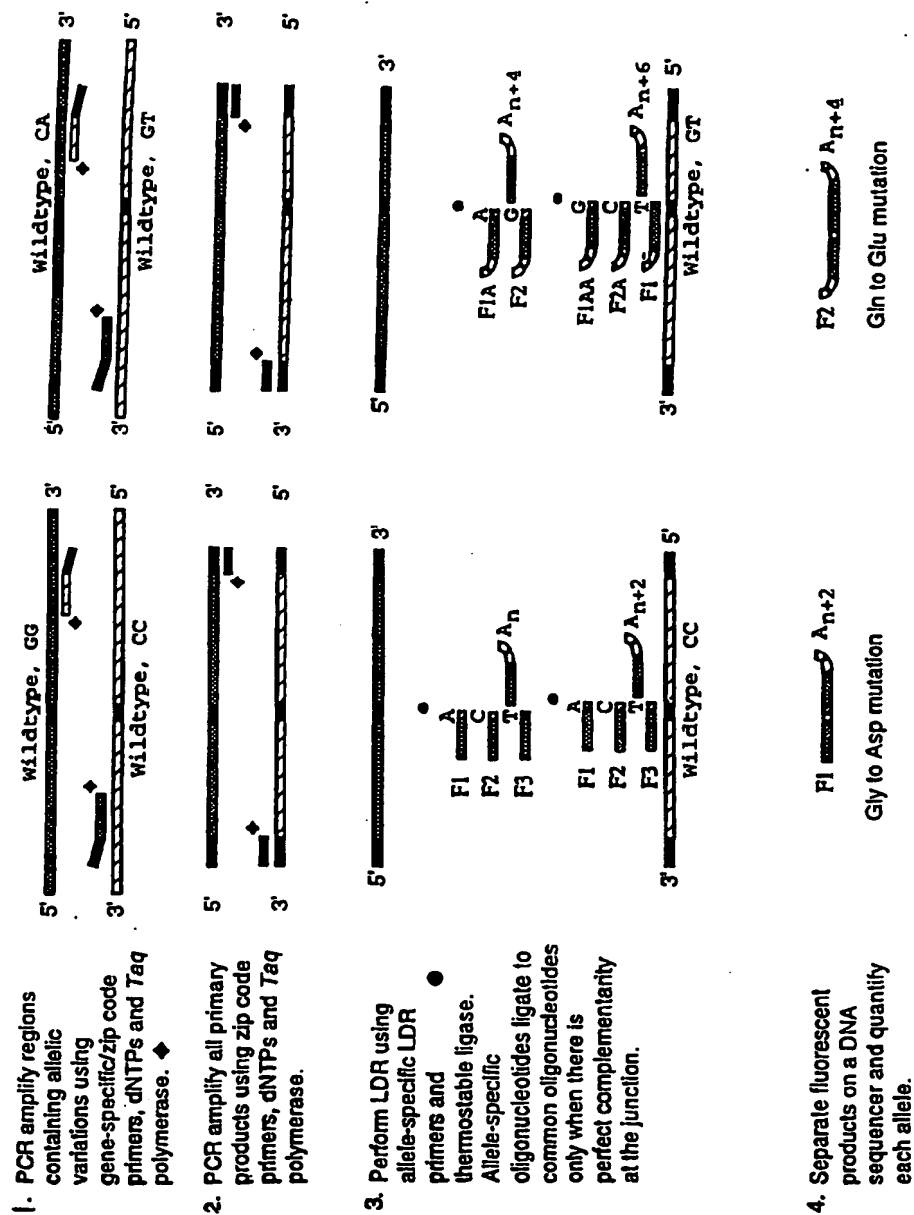 1. PCR amplify regions
containing allelic
variations using
gene-specific/zip code
primers, dNTPs and Taq
polymerase. ◆
5' Wildtype, GG 3'
3' Wildtype, CC 5'
5' Wildtype, CA 3'
3' Wildtype, GT 5'
2. PCR amplify all primary
products using zip code
primers, dNTPs and Taq
polymerase.
5' 3'
3' 5'
5' 3'
3' 5'
3. Perform LDR using
allele-specific LDR
primers and ●
thermostable ligase.
Allele-specific
oligonucleotides ligate to
common oligonucleotides
only when there is
perfect complementarity
at the junction.
5' 3'
F1 A
F2 C An
F3 T
F1 A
F2 C An+2
F3 T
3' Wildtype, CC 5'
5' 3'
F1A A
F2 G An+4
F1AA G
F2A C
F1 T An+6
3' Wildtype, GT 5'
4. Separate fluorescent
products on a DNA
sequencer and quantify
each allele.
F1 An+2
Gly to Asp mutation
F2 An+4
Gln to Glu mutation